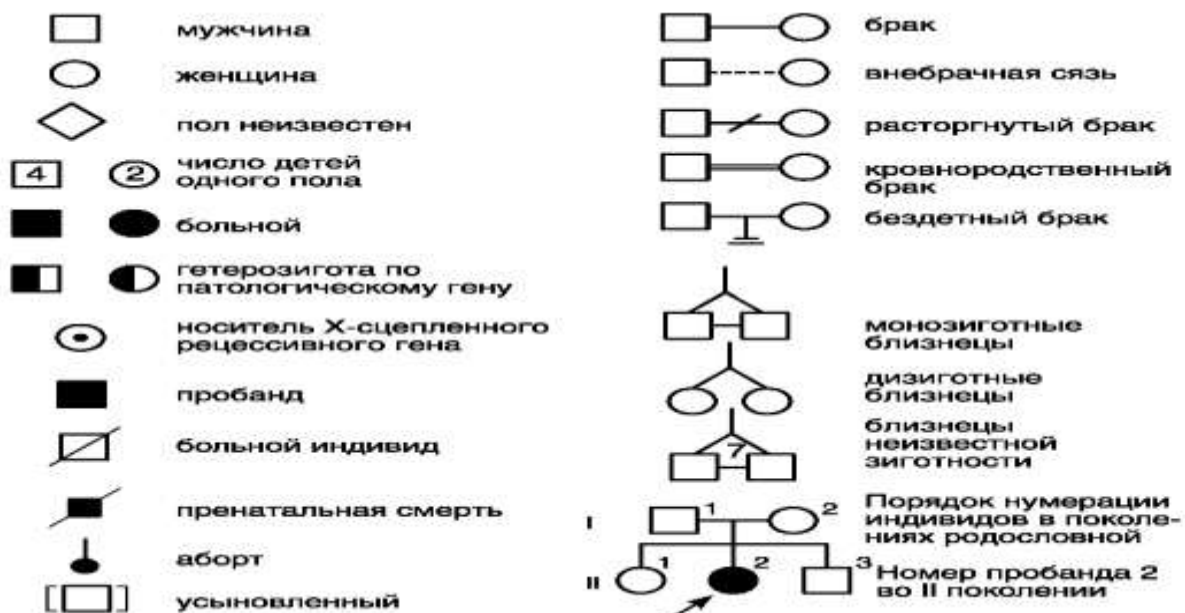 мужчина
женщина
пол неизвестен
4 2 число детей
одного пола
больной
гетерозигота по
патологическому гену
носитель Х-сцепленного
рецессивного гена
пробанд
больной индивид
пренатальная смерть
аборт
усыновленный
брак
внебрачная сязь
расторгнутый брак
кровнородственный
брак
бездетный брак
монозиготные
близнецы
дизиготные
близнецы
близнецы
7 неизвестной
зиготности
I 1 2 Порядок нумерации
индивидов в поколе-
ниях родословной
II 1 2 3 Номер пробанда 2
во II поколении